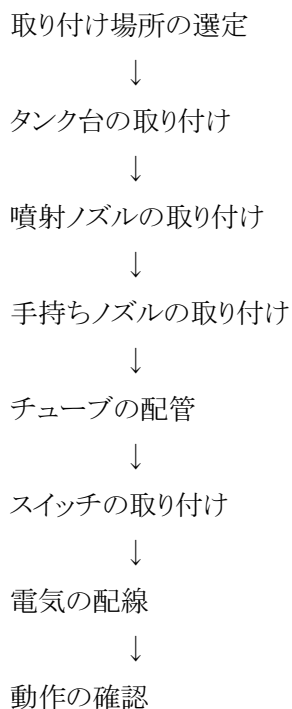 取り付け場所の選定
↓
タンク台の取り付け
↓
噴射ノズルの取り付け
↓
手持ちノズルの取り付け
↓
チューブの配管
↓
スイッチの取り付け
↓
電気の配線
↓
動作の確認